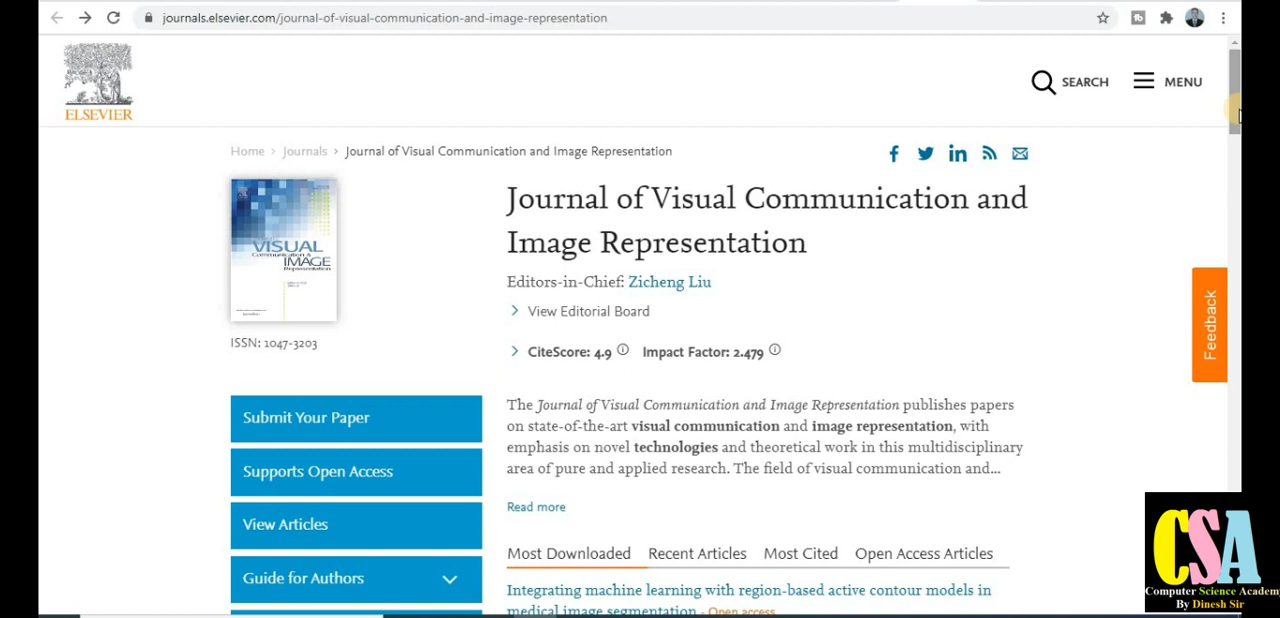 journals.elsevier.com/journal-of-visual-communication-and-image-representation
ELSEVIER
SEARCH
MENU
Home > Journals > Journal of Visual Communication and Image Representation
VISUAL
Communication &
IMAGE
Representation
ISSN: 1047-3203
Journal of Visual Communication and
Image Representation
Editors-in-Chief: Zicheng Liu
View Editorial Board
CiteScore: 4.9 Impact Factor: 2.479
The Journal of Visual Communication and Image Representation publishes papers
on state-of-the-art visual communication and image representation, with
emphasis on novel technologies and theoretical work in this multidisciplinary
area of pure and applied research. The field of visual communication and...
Read more
Submit Your Paper
Supports Open Access
View Articles
Guide for Authors
Most Downloaded Recent Articles Most Cited Open Access Articles
Integrating machine learning with region-based active contour models in
medical image segmentation - Open access
Feedback
CSA
Computer Science Academy
By Dinesh Sir